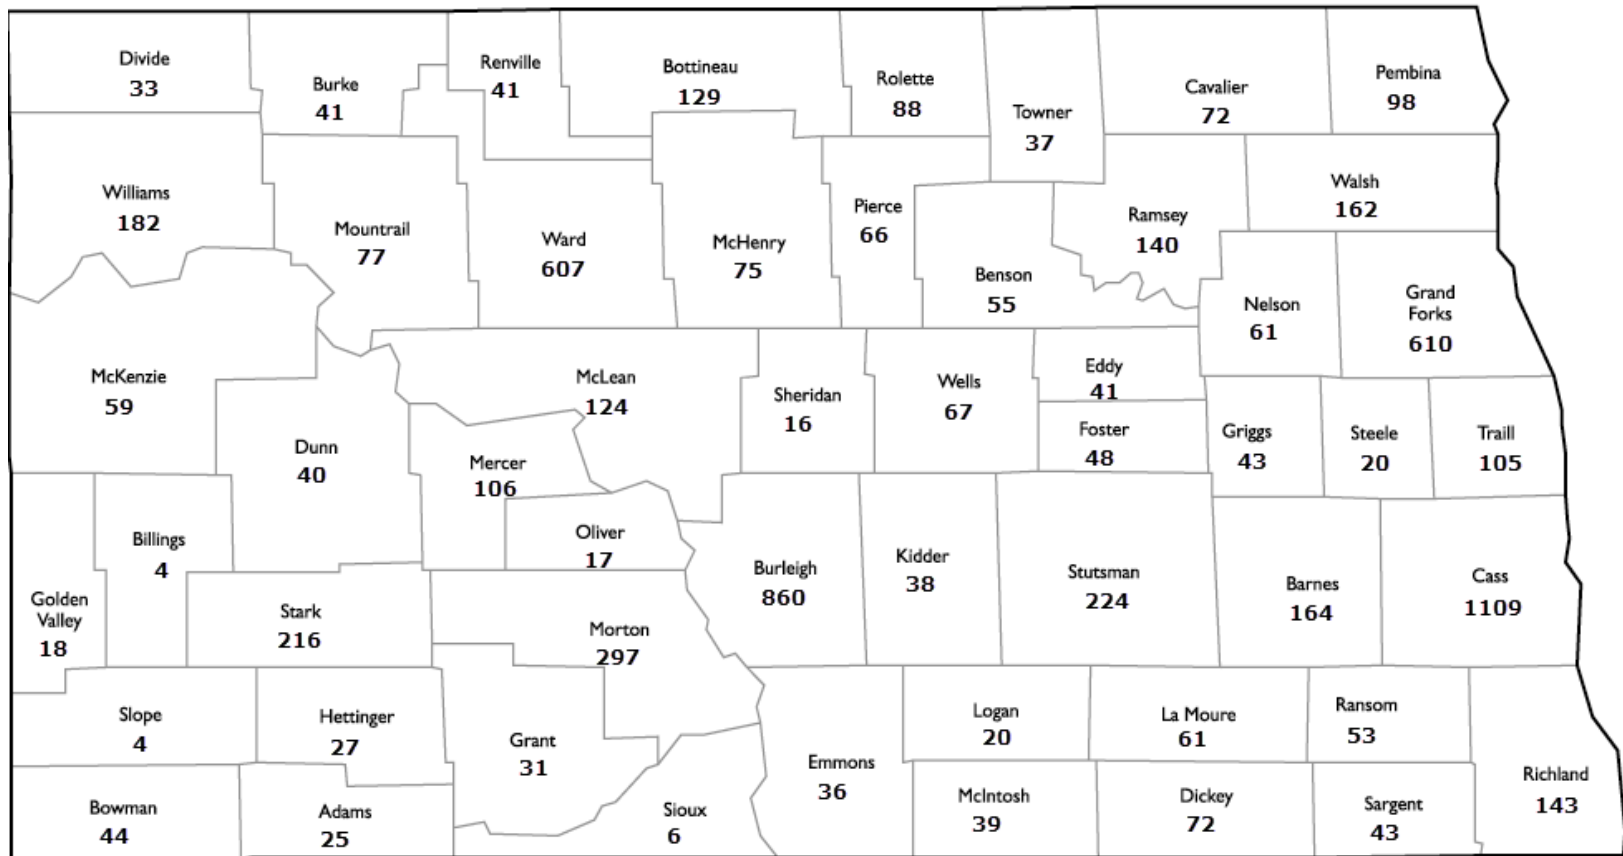 Divide
33
Burke
41
Renville
41
Bottineau
129
Rolette
88
Towner
37
Cavalier
72
Pembina
98
Williams
182
Mountrail
77
Ward
607
McHenry
75
Pierce
66
Benson
55
Ramsey
140
Walsh
162
Nelson
61
Grand
Forks
610
McKenzie
59
Dunn
40
McLean
124
Mercer
106
Oliver
17
Sheridan
16
Wells
67
Eddy
41
Foster
48
Griggs
43
Steele
20
Traill
105
Golden
Valley
18
Billings
4
Stark
216
Morton
297
Burleigh
860
Kidder
38
Stutsman
224
Barnes
164
Cass
1109
Slope
4
Hettinger
27
Grant
31
Emmons
36
Logan
20
La Moure
61
Ransom
53
Richland
143
Bowman
44
Adams
25
Sioux
6
McIntosh
39
Dickey
72
Sargent
43